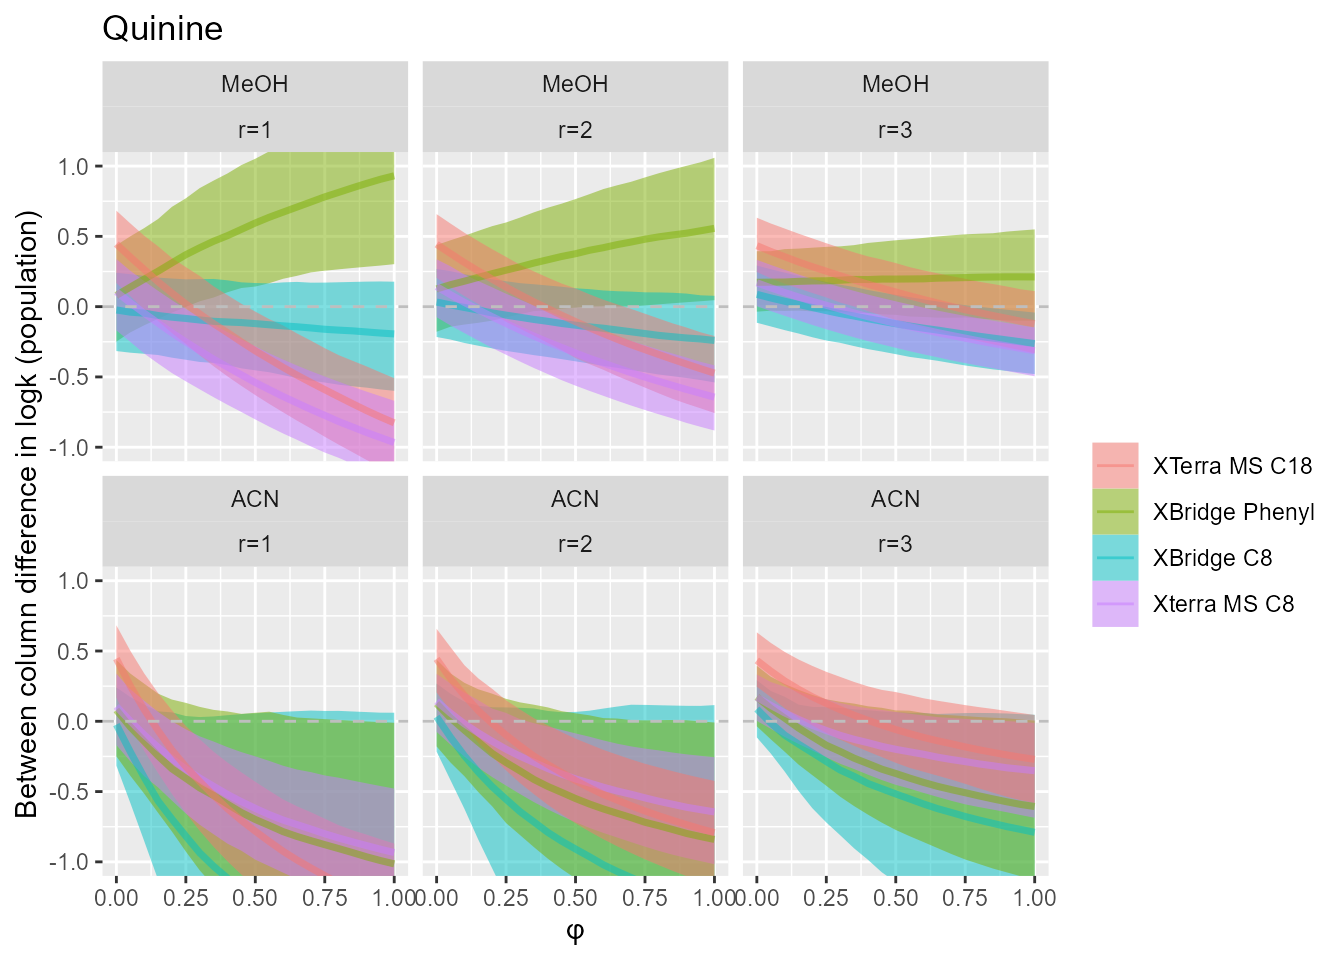 Quinine
MeOH MeOH MeOH
r=1 r=2 r=3
1.0
0.5
0.0
-0.5
-1.0
ACN ACN ACN
r=1 r=2 r=3
1.0
0.5
0.0
-0.5
-1.0
0.00 0.25 0.50 0.75 1.00 0.00 0.25 0.50 0.75 1.00 0.00 0.25 0.50 0.75 1.00
φ
Between column difference in logk (population)
XTerra MS C18
XBridge Phenyl
XBridge C8
Xterra MS C8